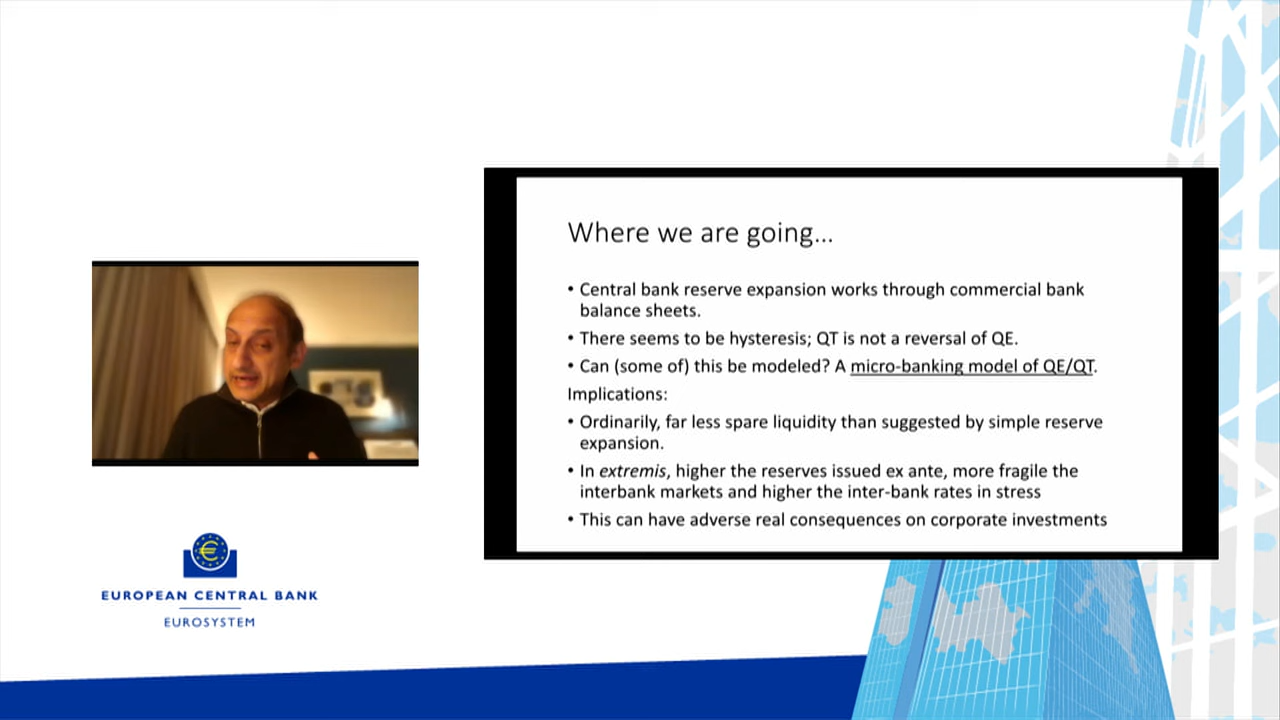 Where we are going...
• Central bank reserve expansion works through commercial bank
balance sheets.
• There seems to be hysteresis; QT is not a reversal of QE.
• Can (some of) this be modeled? A micro-banking model of QE/QT.
Implications:
• Ordinarily, far less spare liquidity than suggested by simple reserve
expansion.
• In extremis, higher the reserves issued ex ante, more fragile the
interbank markets and higher the inter-bank rates in stress
• This can have adverse real consequences on corporate investments
EUROPEAN CENTRAL BANK
EUROSYSTEM